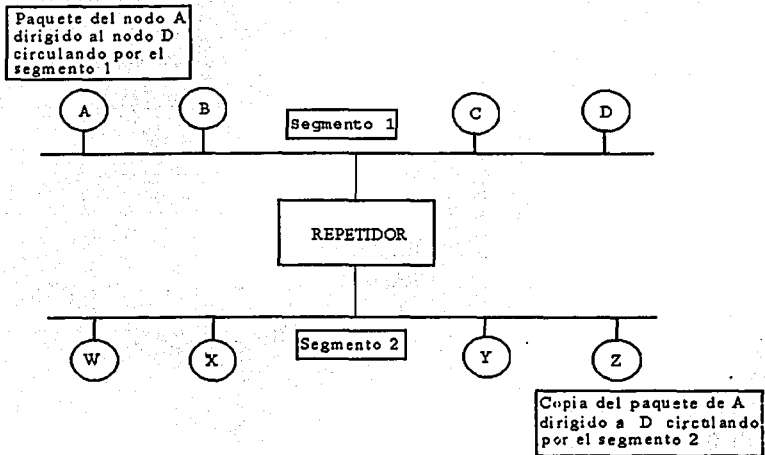 Paquete del nodo A
dirigido al nodo D
circulando por el
segmento 1
A
B
Segmento 1
C
D
REPETIDOR
W
X
Segmento 2
Y
Z
Copia del paquete de A
dirigido a D circulando
por el segmento 2